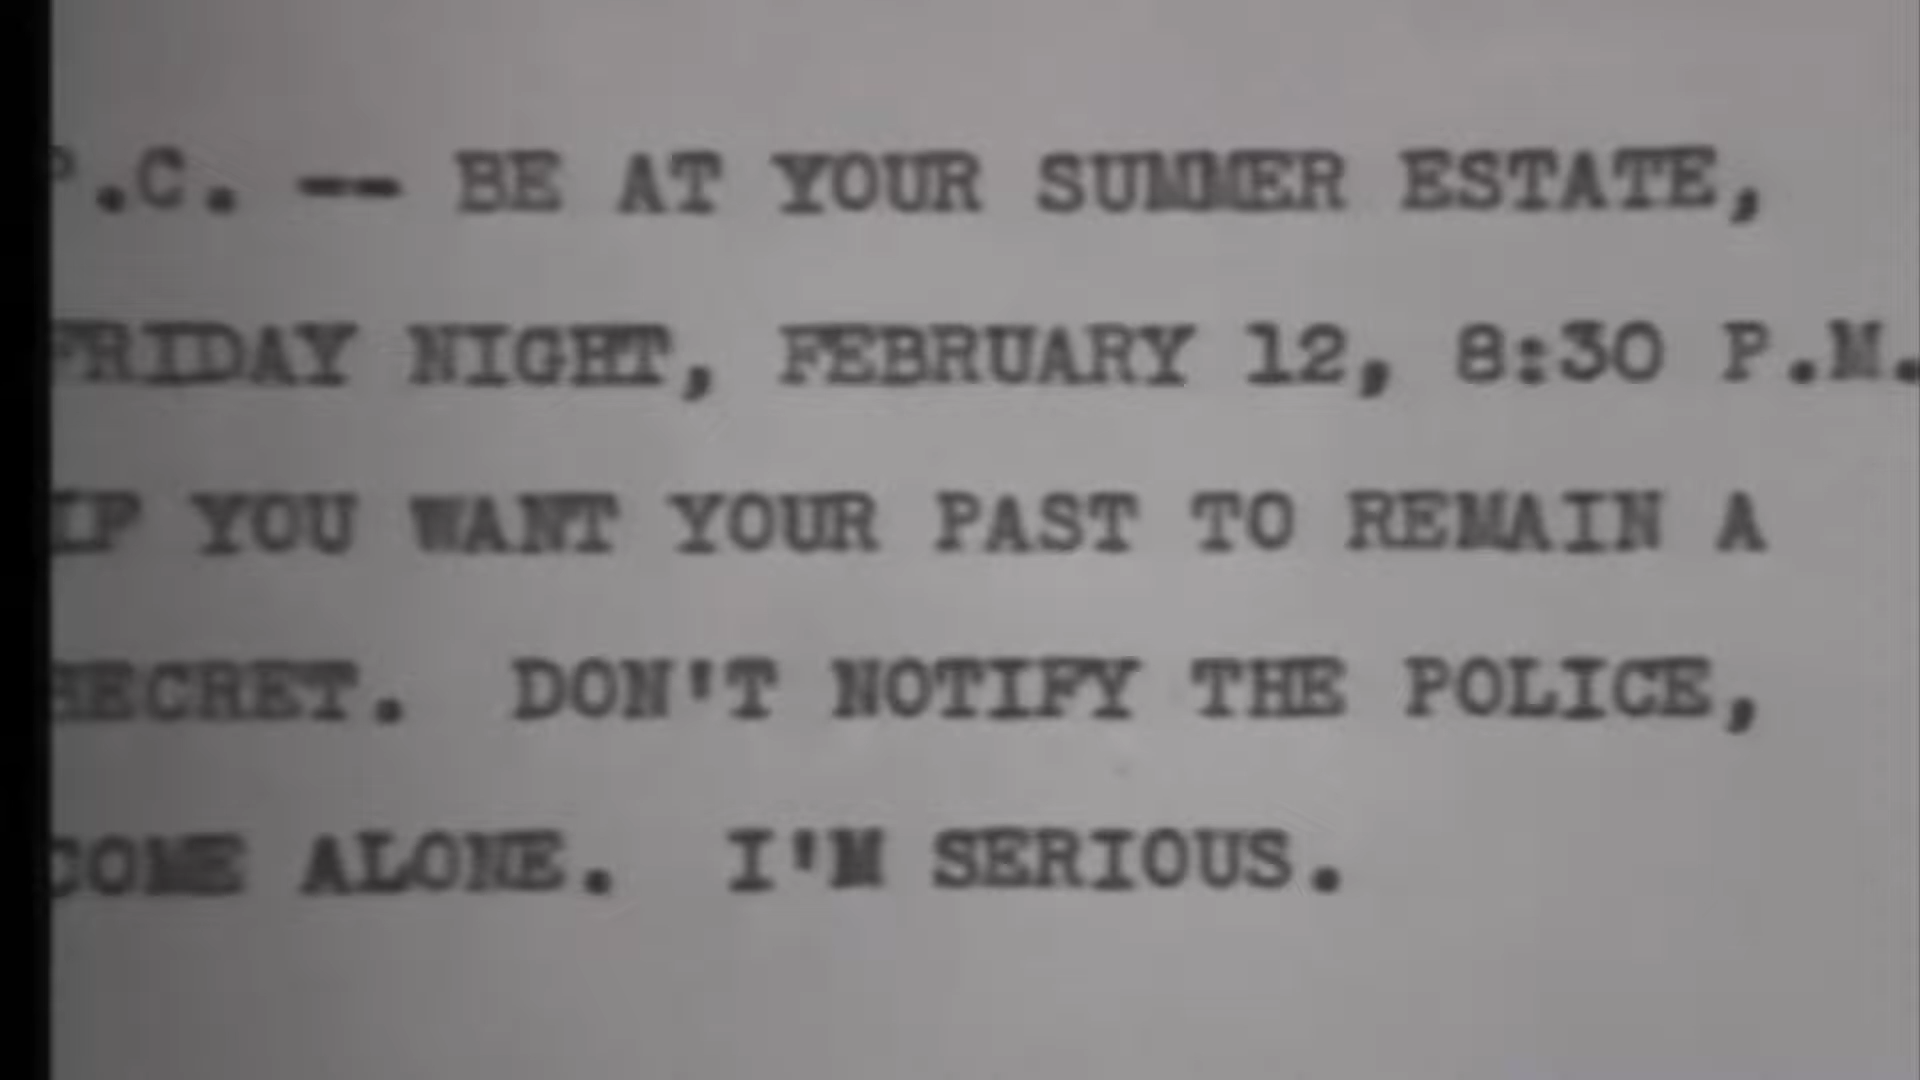 P.C. -- BE AT YOUR SUMMER ESTATE,
FRIDAY NIGHT, FEBRUARY 12, 8:30 P.M.
IF YOU WANT YOUR PAST TO REMAIN A
SECRET.  DON'T NOTIFY THE POLICE,
COME ALONE.  I'M SERIOUS.